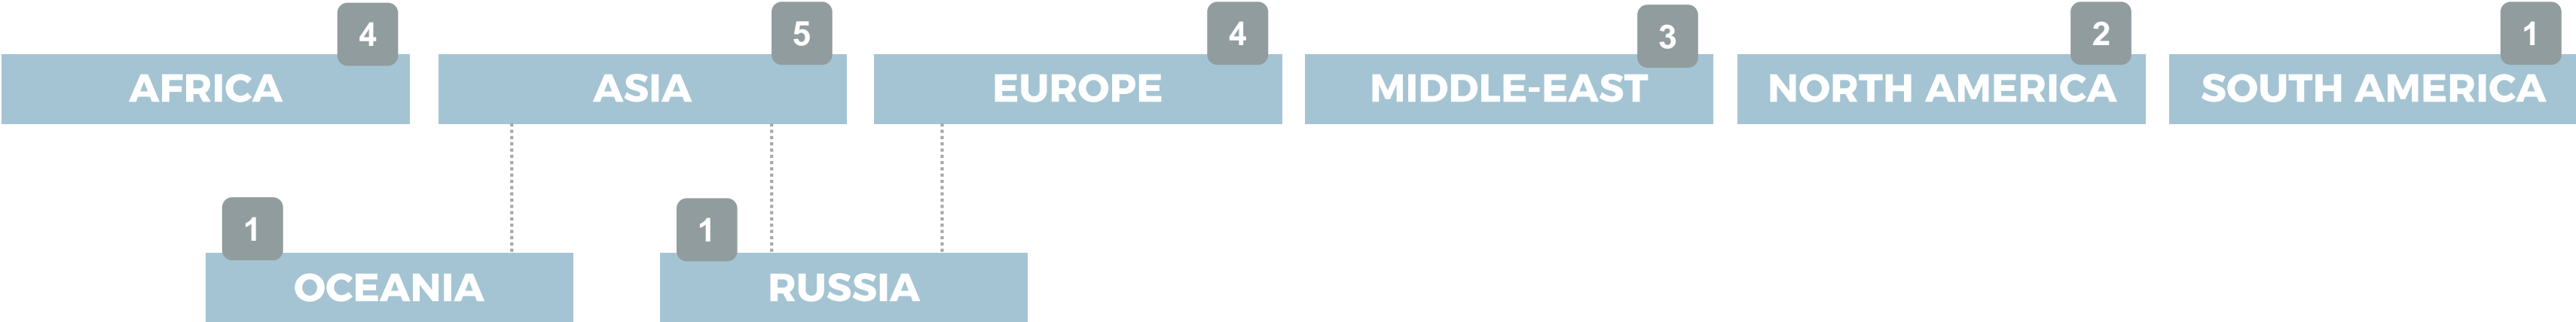 4
AFRICA
5
ASIA
4
EUROPE
3
MIDDLE-EAST
2
NORTH AMERICA
1
SOUTH AMERICA
1
OCEANIA
1
RUSSIA